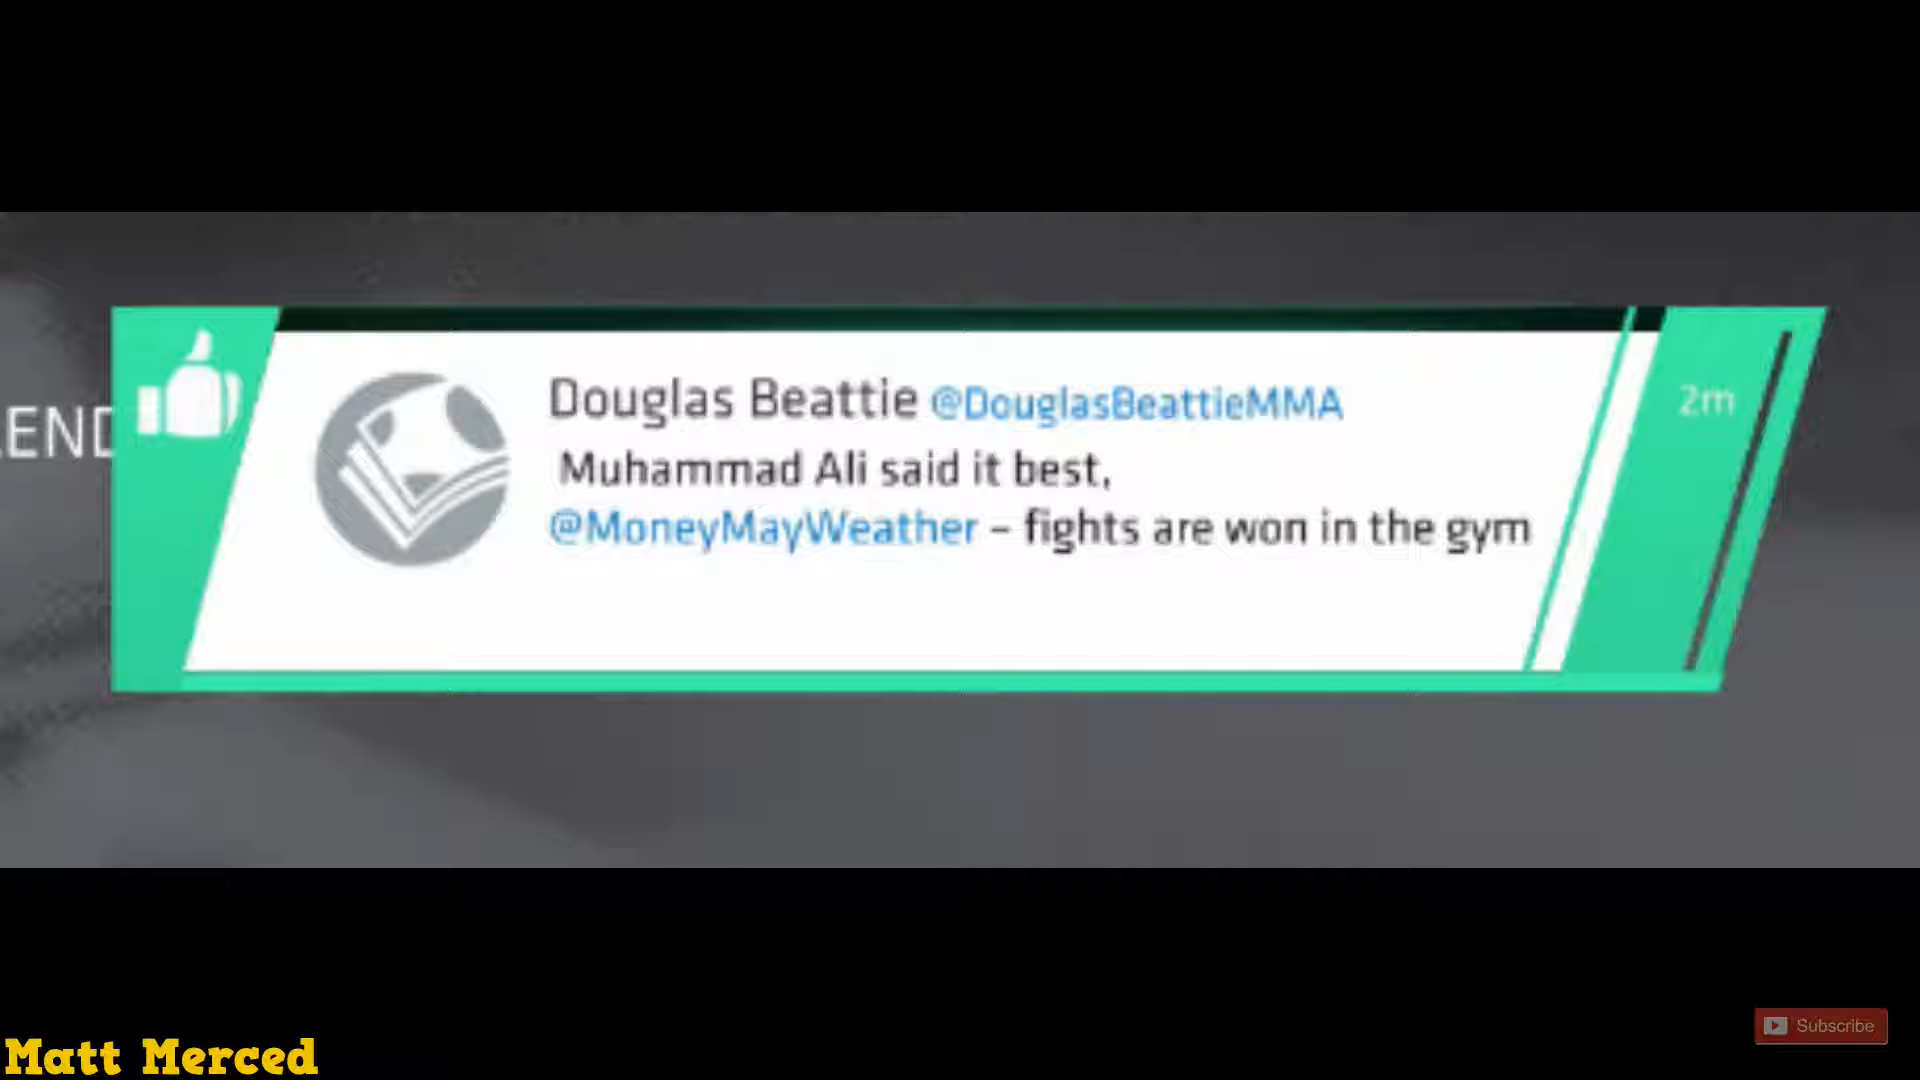 Douglas Beattie @DouglasBeattieMMA
Muhammad Ali said it best,
@MoneyMayWeather – fights are won in the gym
2m
END
Subscribe
Matt Merced